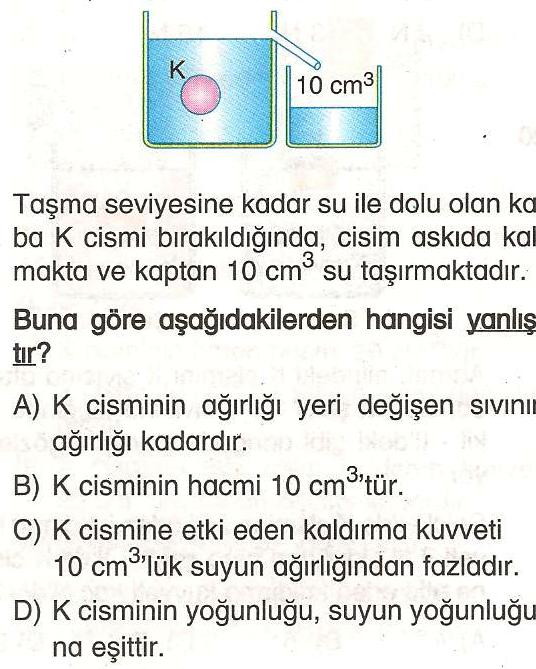 K
10 cm³
Taşma seviyesine kadar su ile dolu olan ka
ba K cismi bırakıldığında, cisim askıda kal
makta ve kaptan 10 cm³ su taşırmaktadır.
Buna göre aşağıdakilerden hangisi yanlış
tır?
A) K cisminin ağırlığı yeri değişen sıvının
ağırlığı kadardır.
B) K cisminin hacmi 10 cm³'tür.
C) K cismine etki eden kaldırma kuvveti
10 cm³'lük suyun ağırlığından fazladır.
D) K cisminin yoğunluğu, suyun yoğunluğu
na eşittir.